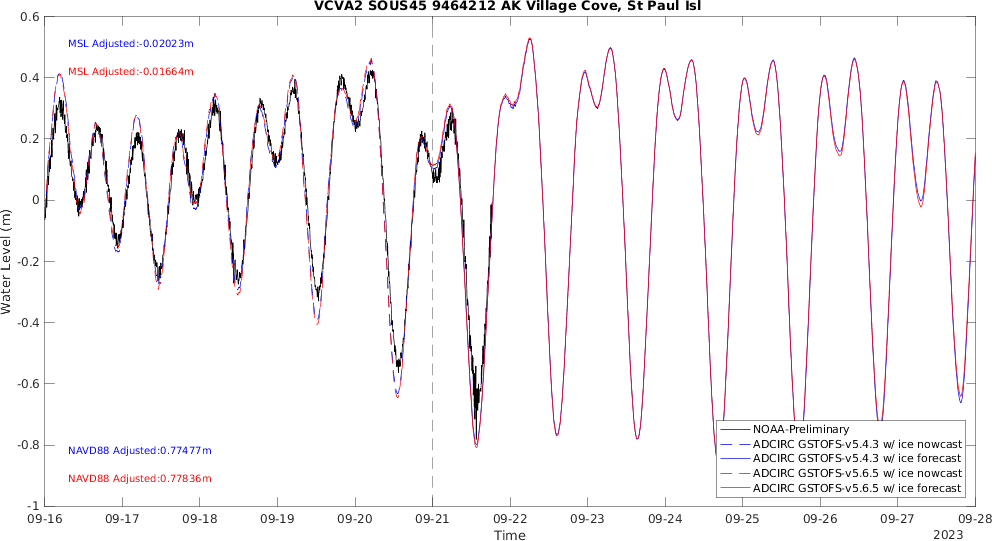 VCVA2 SOUS45 9464212 AK Village Cove, St Paul Isl
0.6
MSL Adjusted:-0.02023m
MSL Adjusted:-0.01664m
0.4
0.2
0
-0.2
-0.4
-0.6
-0.8
-1
Water Level (m)
NAVD88 Adjusted:0.77477m
NAVD88 Adjusted:0.77836m
NOAA-Preliminary
ADCIRC GSTOFS-v5.4.3 w/ ice nowcast
ADCIRC GSTOFS-v5.4.3 w/ ice forecast
ADCIRC GSTOFS-v5.6.5 w/ ice nowcast
ADCIRC GSTOFS-v5.6.5 w/ ice forecast
09-16 09-17 09-18 09-19 09-20 09-21 09-22 09-23 09-24 09-25 09-26 09-27 09-28
Time
2023